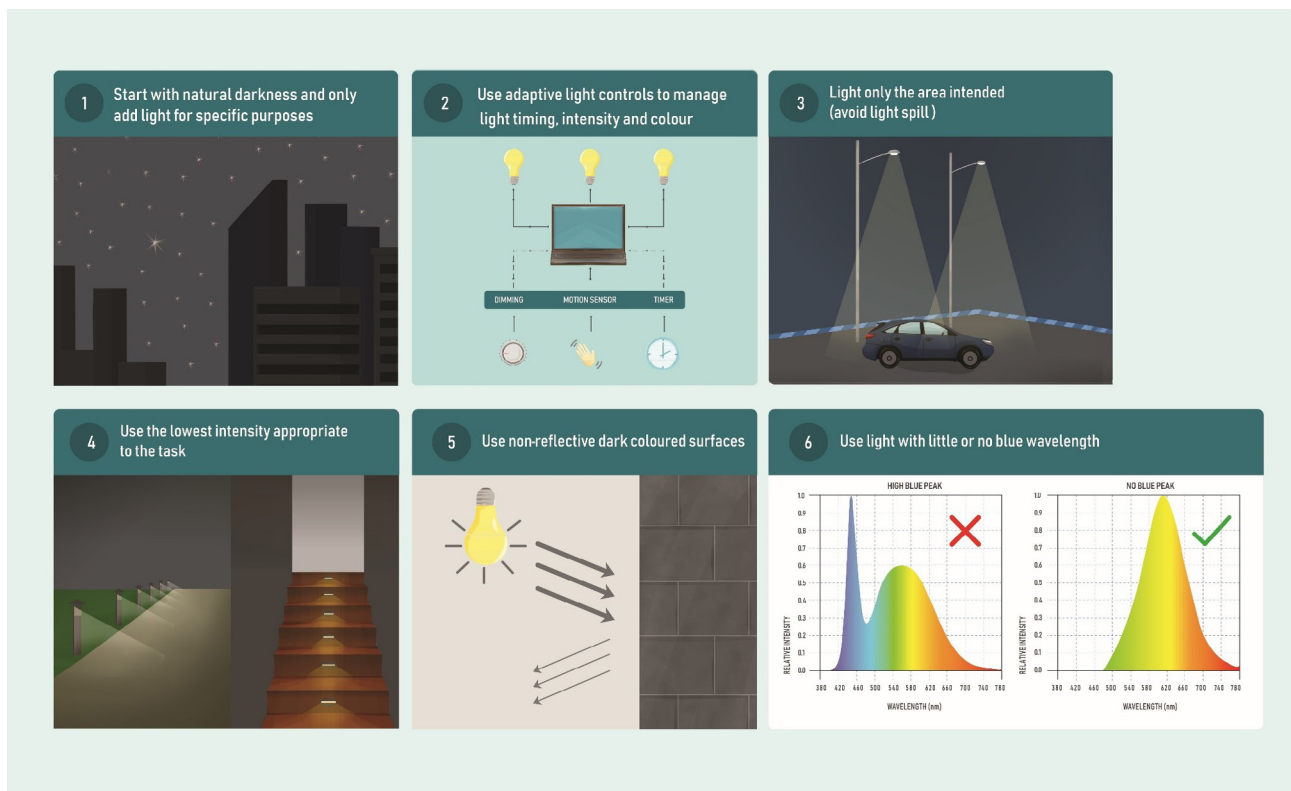 1
Start with natural darkness and only
add light for specific purposes
2
Use adaptive light controls to manage
light timing, intensity and colour
DIMMING MOTION SENSOR TIMER
3
Light only the area intended
(avoid light spill)
4
Use the lowest intensity appropriate
to the task
5
Use non-reflective dark coloured surfaces
6
Use light with little or no blue wavelength
HIGH BLUE PEAK
RELATIVE INTENSITY
1.0
0.9
0.8
0.7
0.6
0.5
0.4
0.3
0.2
0.1
0.0
380 420 460 500 540 580 620 660 700 740 780
WAVELENGTH (nm)
NO BLUE PEAK
RELATIVE INTENSITY
1.0
0.9
0.8
0.7
0.6
0.5
0.4
0.3
0.2
0.1
0.0
380 420 460 500 540 580 620 660 700 740 780
WAVELENGTH (nm)